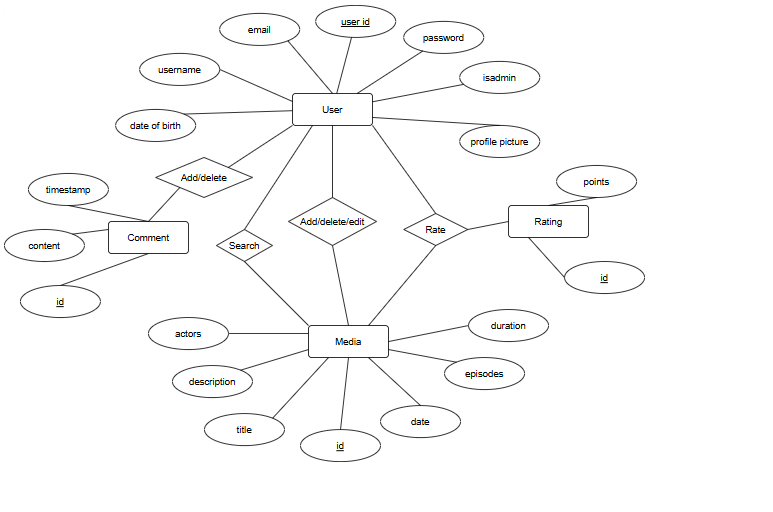 user id
email
password
username
isadmin
User
date of birth
profile picture
Add/delete
points
timestamp
Add/delete/edit
Rating
Rate
Comment
content
Search
id
id
duration
actors
Media
episodes
description
date
title
id